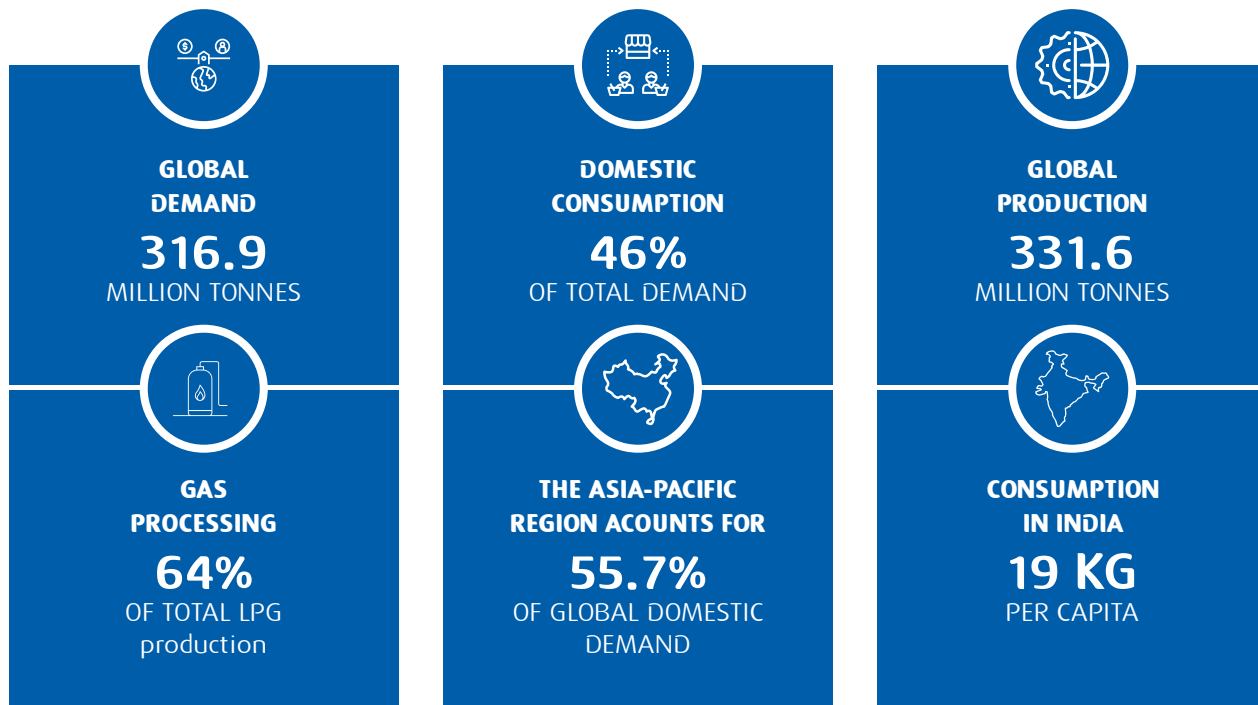 GLOBAL
DEMAND
316.9
MILLION TONNES
DOMESTIC
CONSUMPTION
46%
OF TOTAL DEMAND
GLOBAL
PRODUCTION
331.6
MILLION TONNES
GAS
PROCESSING
64%
OF TOTAL LPG
production
THE ASIA-PACIFIC
REGION ACOUNTS FOR
55.7%
OF GLOBAL DOMESTIC
DEMAND
CONSUMPTION
IN INDIA
19 KG
PER CAPITA